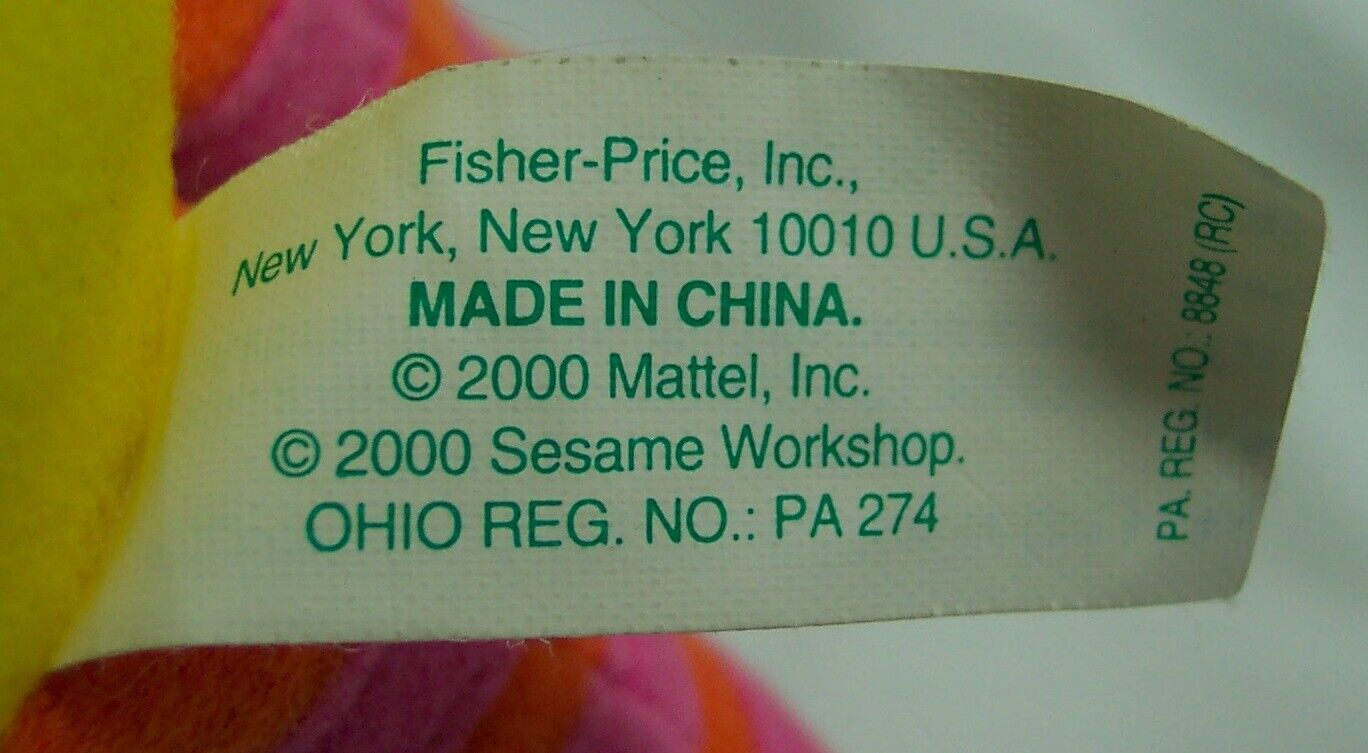 Fisher-Price, Inc.,
New York, New York 10010 U.S.A.
MADE IN CHINA.
© 2000 Mattel, Inc.
© 2000 Sesame Workshop.
OHIO REG. NO.: PA 274
PA. REG. NO.: 8848 (RC)